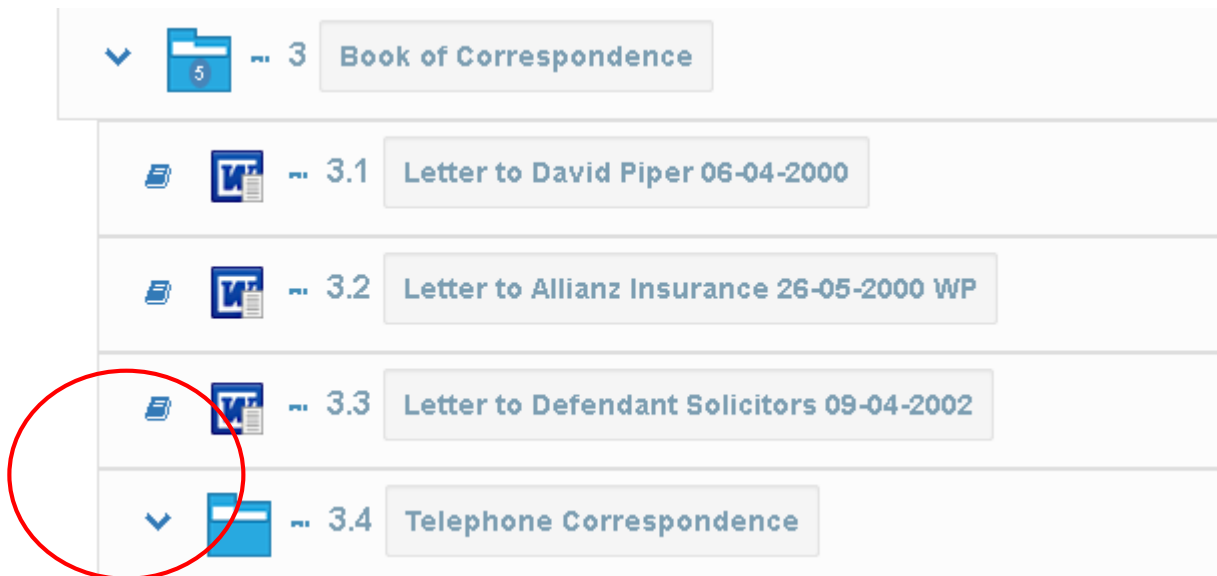 5 3 Book of Correspondence
W 3.1 Letter to David Piper 06-04-2000
W 3.2 Letter to Allianz Insurance 26-05-2000 WP
W 3.3 Letter to Defendant Solicitors 09-04-2002
3.4 Telephone Correspondence